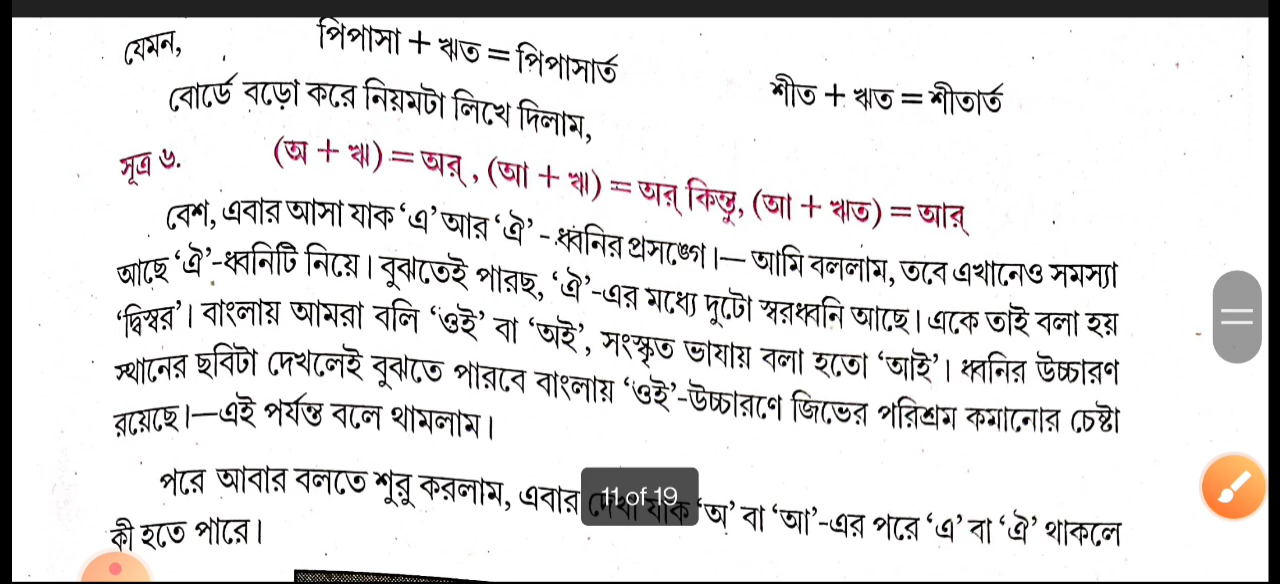 যেমন, পিপাসা + ঋত = পিপাসার্ত শীত + ঋত = শীতার্ত
বোর্ডে বড়ো করে নিয়মটা লিখে দিলাম,
সূত্র ৬. (অ + ঋ) = অর্, (আ + ঋ) = অর্ কিন্তু, (আ + ঋত) = আর্
বেশ, এবার আসা যাক ‘এ’ আর ‘ঐ’ - ধ্বনির প্রসঙ্গে।— আমি বললাম, তবে এখানেও সমস্যা
আছে ‘ঐ’-ধ্বনিটি নিয়ে। বুঝতেই পারছ, ‘ঐ’-এর মধ্যে দুটো স্বরধ্বনি আছে। একে তাই বলা হয়
‘দ্বিস্বর’। বাংলায় আমরা বলি ‘ওই’ বা ‘অই’, সংস্কৃত ভাষায় বলা হতো ‘আই’। ধ্বনির উচ্চারণ
স্থানের ছবিটা দেখলেই বুঝতে পারবে বাংলায় ‘ওই’-উচ্চারণে জিভের পরিশ্রম কমানোর চেষ্টা
রয়েছে।—এই পর্যন্ত বলে থামলাম।
পরে আবার বলতে শুরু করলাম, এবার দেখা যাক ‘অ’ বা ‘আ’-এর পরে ‘এ’ বা ‘ঐ’ থাকলে
11 of 19
কী হতে পারে।